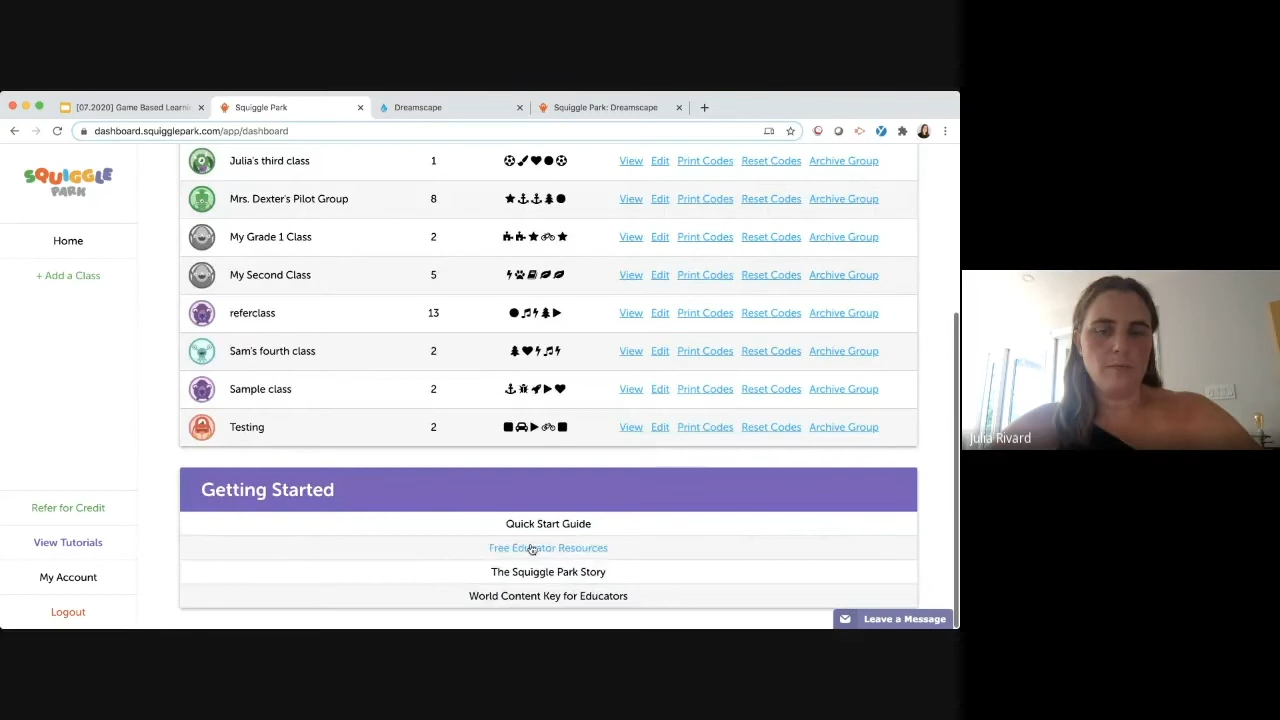 [07.2020] Game Based Learni
Squiggle Park
Dreamscape
Squiggle Park: Dreamscape
dashboard.squigglepark.com/app/dashboard
SQUIGGLE
PARK
Home
+ Add a Class
Refer for Credit
View Tutorials
My Account
Logout
Julia's third class 1 View Edit Print Codes Reset Codes Archive Group
Mrs. Dexter's Pilot Group 8 View Edit Print Codes Reset Codes Archive Group
My Grade 1 Class 2 View Edit Print Codes Reset Codes Archive Group
My Second Class 5 View Edit Print Codes Reset Codes Archive Group
referclass 13 View Edit Print Codes Reset Codes Archive Group
Sam's fourth class 2 View Edit Print Codes Reset Codes Archive Group
Sample class 2 View Edit Print Codes Reset Codes Archive Group
Testing 2 View Edit Print Codes Reset Codes Archive Group
Getting Started
Quick Start Guide
Free Educator Resources
The Squiggle Park Story
World Content Key for Educators
Leave a Message
Julia Rivard